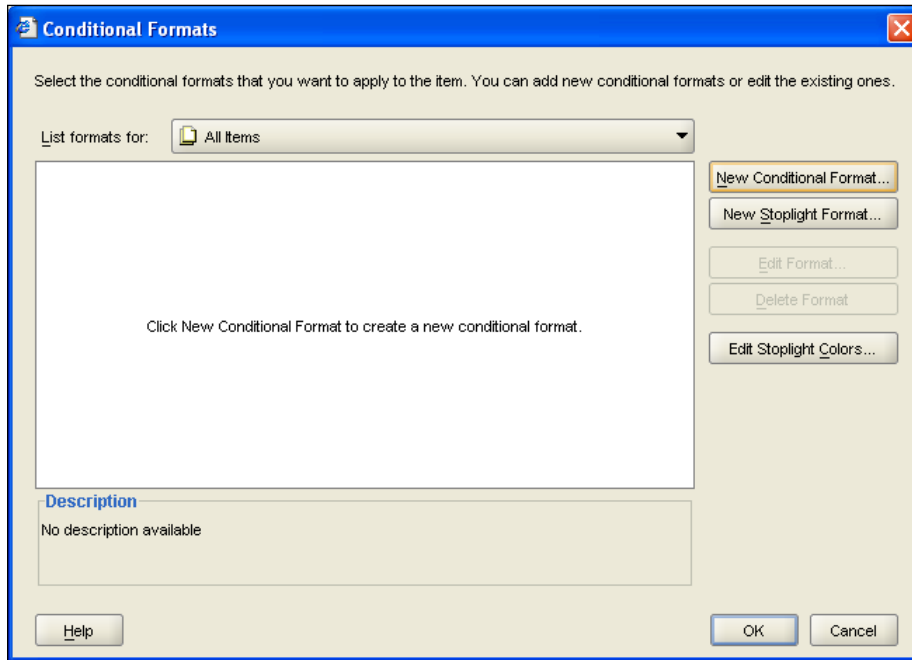 Conditional Formats
Select the conditional formats that you want to apply to the item. You can add new conditional formats or edit the existing ones.
List formats for:
All Items
New Conditional Format...
New Stoplight Format...
Edit Format...
Delete Format
Click New Conditional Format to create a new conditional format.
Edit Stoplight Colors...
Description
No description available
Help
OK
Cancel